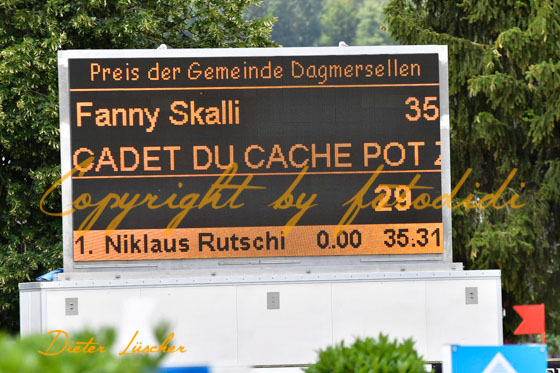 Preis der Gemeinde Dagmersellen
Fanny Skalli 35
CADET DU CACHE POT Z
29
1. Niklaus Rutschi 0.00 35.31
Copyright by fotodidi
Dieter Lüscher